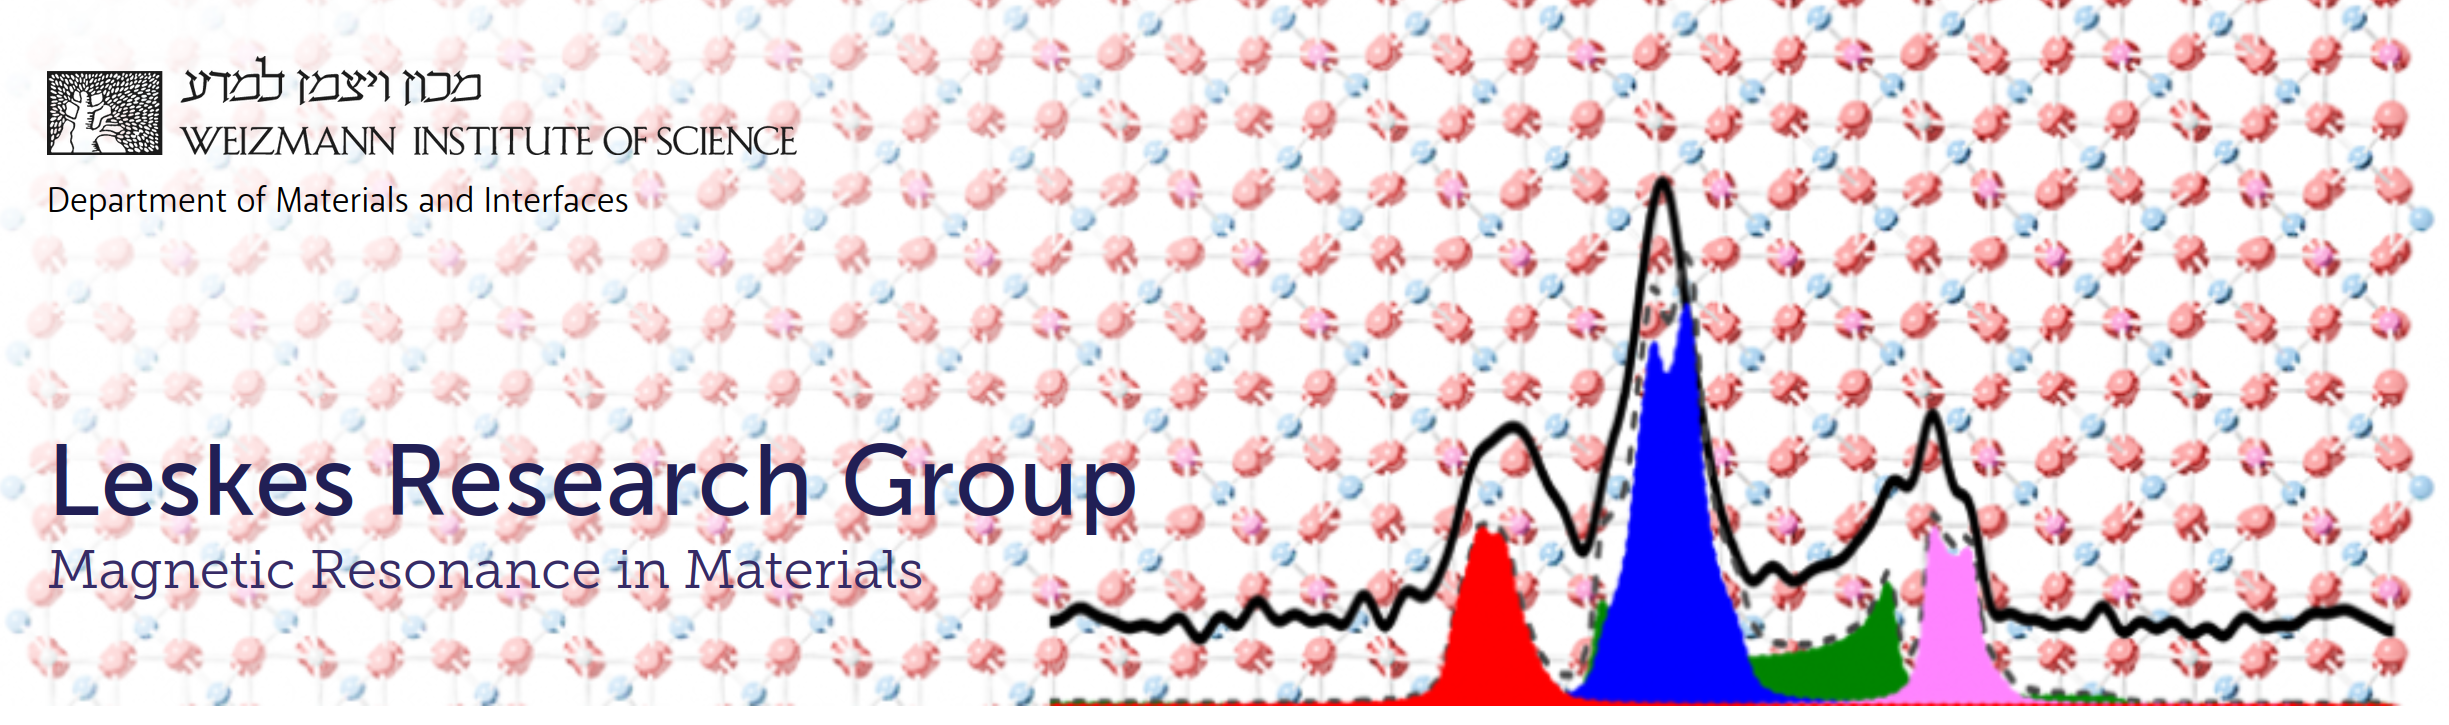 מכון ויצמן למדע
WEIZMANN INSTITUTE OF SCIENCE
Department of Materials and Interfaces
Leskes Research Group
Magnetic Resonance in Materials